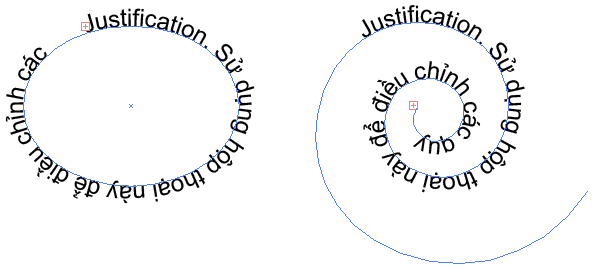 Justification. Sử dụng hộp thoại này để điều chỉnh các
Justification. Sử dụng hộp thoại này để điều chỉnh các quy